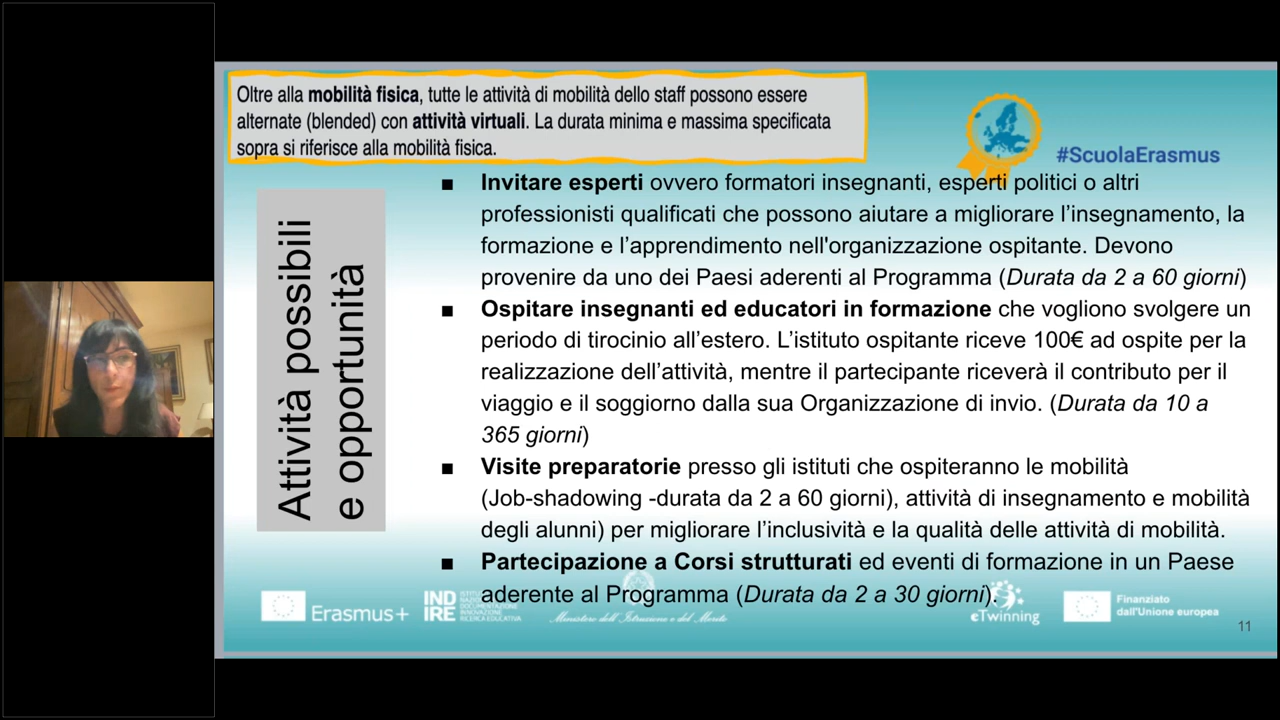 Oltre alla mobilità fisica, tutte le attività di mobilità dello staff possono essere
alternate (blended) con attività virtuali. La durata minima e massima specificata
sopra si riferisce alla mobilità fisica.
#ScuolaErasmus
Attività possibili
e opportunità
■ Invitare esperti ovvero formatori insegnanti, esperti politici o altri
professionisti qualificati che possono aiutare a migliorare l’insegnamento, la
formazione e l’apprendimento nell'organizzazione ospitante. Devono
provenire da uno dei Paesi aderenti al Programma (Durata da 2 a 60 giorni)
■ Ospitare insegnanti ed educatori in formazione che vogliono svolgere un
periodo di tirocinio all’estero. L’istituto ospitante riceve 100€ ad ospite per la
realizzazione dell’attività, mentre il partecipante riceverà il contributo per il
viaggio e il soggiorno dalla sua Organizzazione di invio. (Durata da 10 a
365 giorni)
■ Visite preparatorie presso gli istituti che ospiteranno le mobilità
(Job-shadowing -durata da 2 a 60 giorni), attività di insegnamento e mobilità
degli alunni) per migliorare l’inclusività e la qualità delle attività di mobilità.
■ Partecipazione a Corsi strutturati ed eventi di formazione in un Paese
aderente al Programma (Durata da 2 a 30 giorni).
Erasmus+
INDIRE
Ministero dell'Istruzione e del Merito
eTwinning
Finanziato
dall'Unione europea
11